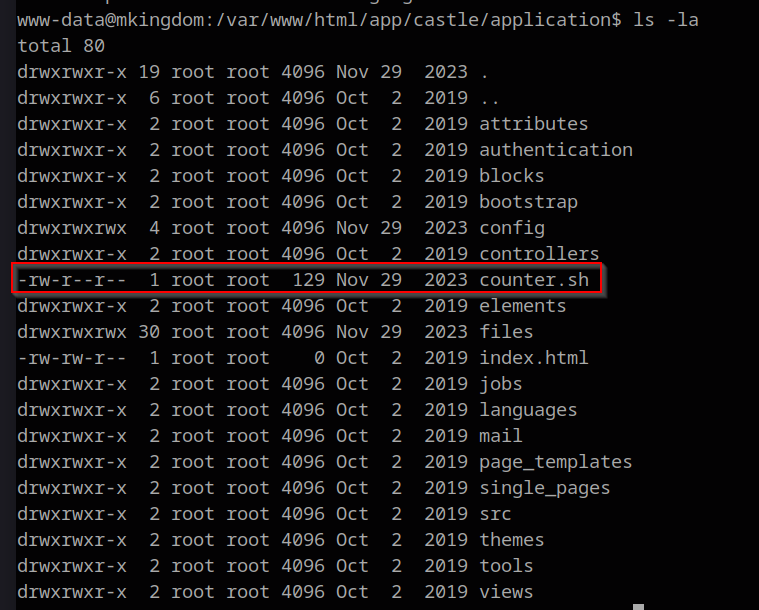 www-data@mkingdom:/var/www/html/app/castle/application$ ls -la
total 80
drwxrwxr-x 19 root root 4096 Nov 29  2023 .
drwxrwxr-x  6 root root 4096 Oct  2  2019 ..
drwxrwxr-x  2 root root 4096 Oct  2  2019 attributes
drwxrwxr-x  2 root root 4096 Oct  2  2019 authentication
drwxrwxr-x  2 root root 4096 Oct  2  2019 blocks
drwxrwxr-x  2 root root 4096 Oct  2  2019 bootstrap
drwxrwxrwx  4 root root 4096 Nov 29  2023 config
drwxrwxr-x  2 root root 4096 Oct  2  2019 controllers
-rw-r--r--  1 root root  129 Nov 29  2023 counter.sh
drwxrwxr-x  2 root root 4096 Oct  2  2019 elements
drwxrwxrwx 30 root root 4096 Nov 29  2023 files
-rw-rw-r--  1 root root    0 Oct  2  2019 index.html
drwxrwxr-x  2 root root 4096 Oct  2  2019 jobs
drwxrwxr-x  2 root root 4096 Oct  2  2019 languages
drwxrwxr-x  2 root root 4096 Oct  2  2019 mail
drwxrwxr-x  2 root root 4096 Oct  2  2019 page_templates
drwxrwxr-x  2 root root 4096 Oct  2  2019 single_pages
drwxrwxr-x  2 root root 4096 Oct  2  2019 src
drwxrwxr-x  2 root root 4096 Oct  2  2019 themes
drwxrwxr-x  2 root root 4096 Oct  2  2019 tools
drwxrwxr-x  2 root root 4096 Oct  2  2019 views